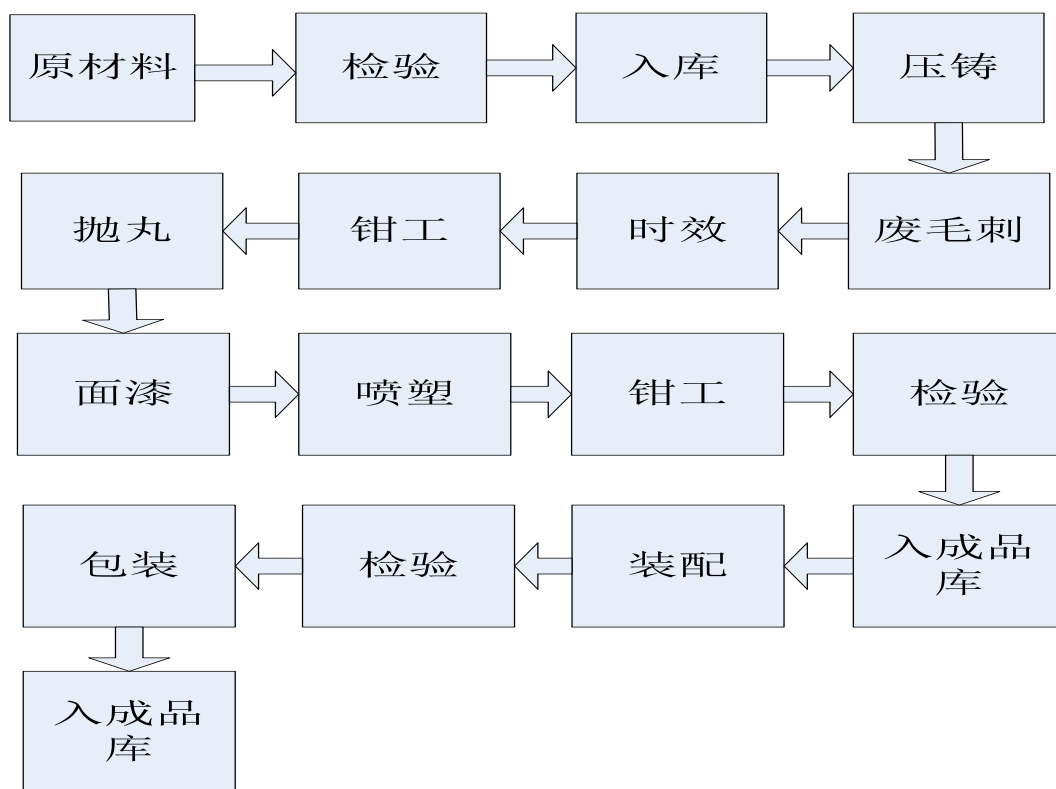 原材料
检验
入库
压铸
废毛刺
时效
钳工
抛丸
面漆
喷塑
钳工
检验
入成品
库
装配
检验
包装
入成品
库